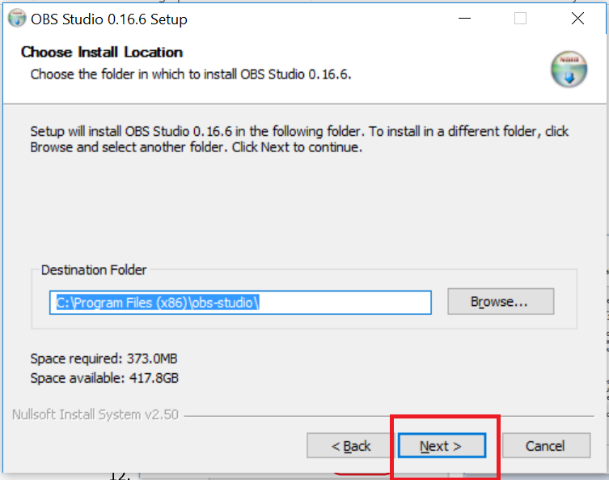 OBS Studio 0.16.6 Setup
Choose Install Location
Choose the folder in which to install OBS Studio 0.16.6.
Setup will install OBS Studio 0.16.6 in the following folder. To install in a different folder, click
Browse and select another folder. Click Next to continue.
Destination Folder
C:\Program Files (x86)\obs-studio\
Browse...
Space required: 373.0MB
Space available: 417.8GB
Nullsoft Install System v2.50
< Back
Next >
Cancel
12.